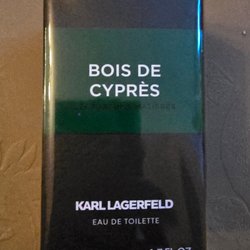 BOIS DE
CYPRÈS
KARL LAGERFELD
EAU DE TOILETTE